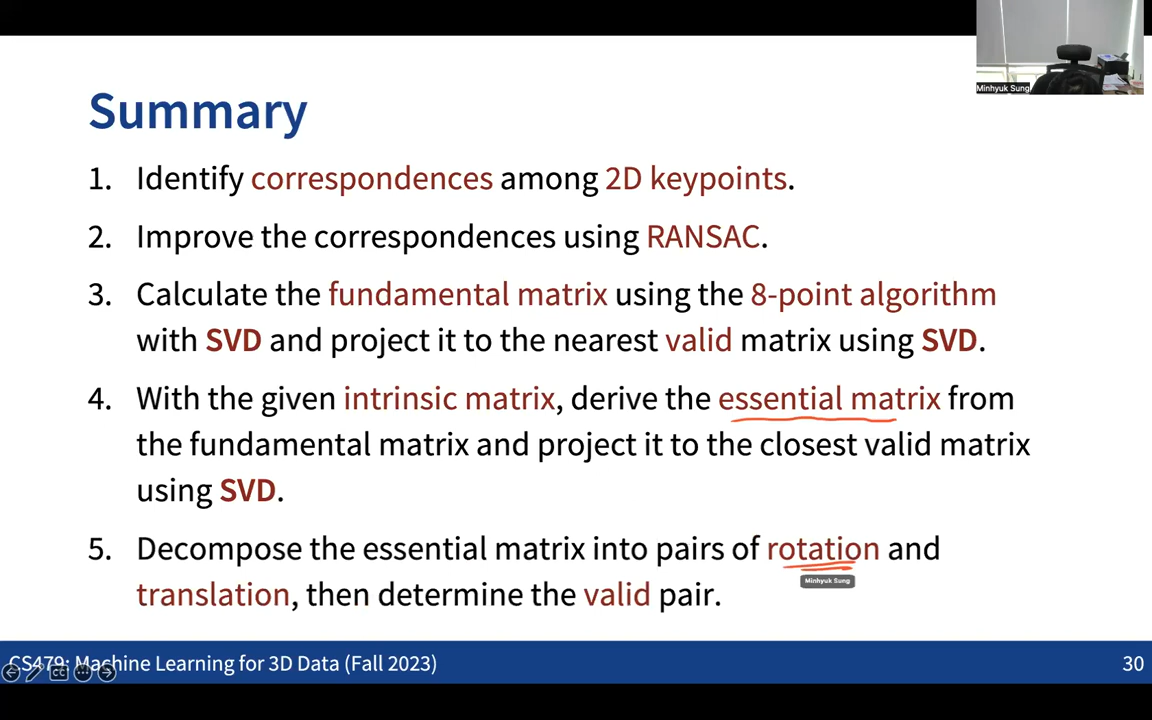 Minhyuk Sung
Summary
1. Identify correspondences among 2D keypoints.
2. Improve the correspondences using RANSAC.
3. Calculate the fundamental matrix using the 8-point algorithm
with SVD and project it to the nearest valid matrix using SVD.
4. With the given intrinsic matrix, derive the essential matrix from
the fundamental matrix and project it to the closest valid matrix
using SVD.
5. Decompose the essential matrix into pairs of rotation and
Minhyuk Sung
translation, then determine the valid pair.
CS479: Machine Learning for 3D Data (Fall 2023)
30
CC